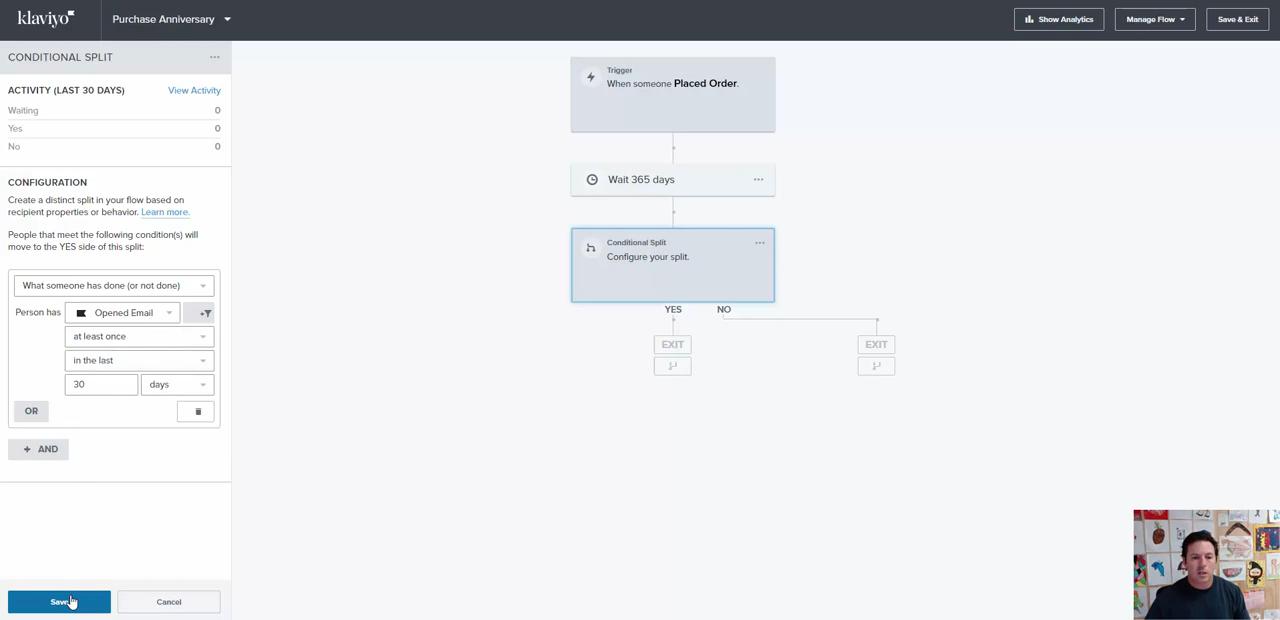 klaviyo
Purchase Anniversary
Show Analytics
Manage Flow
Save & Exit
CONDITIONAL SPLIT
ACTIVITY (LAST 30 DAYS)
View Activity
Waiting 0
Yes 0
No 0
CONFIGURATION
Create a distinct split in your flow based on
recipient properties or behavior. Learn more.
People that meet the following condition(s) will
move to the YES side of this split:
What someone has done (or not done)
Person has Opened Email
at least once
in the last
30 days
OR
+ AND
Save
Cancel
Trigger
When someone Placed Order.
Wait 365 days
Conditional Split
Configure your split.
YES NO
EXIT EXIT